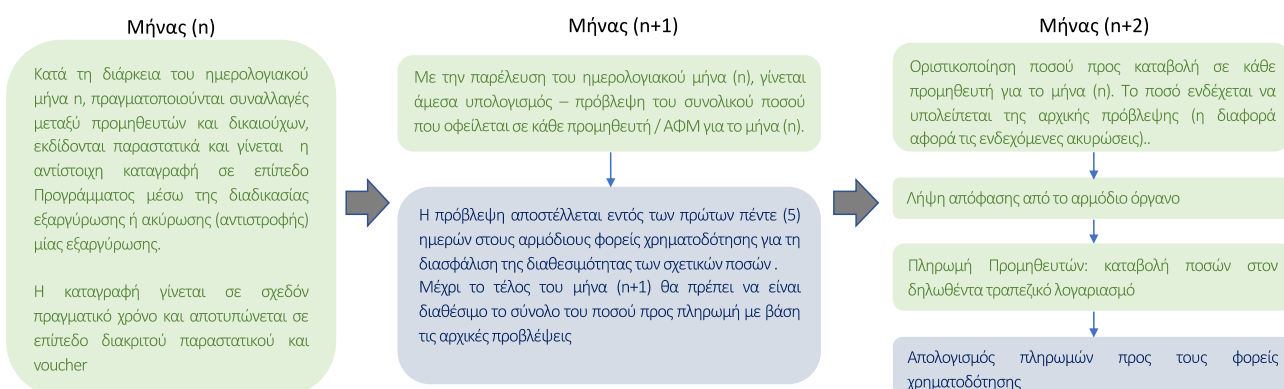 Μήνας (n)
Κατά τη διάρκεια του ημερολογιακού
μήνα n, πραγματοποιούνται συναλλαγές
μεταξύ προμηθευτών και δικαιούχων,
εκδίδονται παραστατικά και γίνεται η
αντίστοιχη καταγραφή σε επίπεδο
Προγράμματος μέσω της διαδικασίας
εξαργύρωσης ή ακύρωσης (αντιστροφής)
μίας εξαργύρωσης.
Η καταγραφή γίνεται σε σχεδόν
πραγματικό χρόνο και αποτυπώνεται σε
επίπεδο διακριτού παραστατικού και
voucher
Μήνας (n+1)
Με την παρέλευση του ημερολογιακού μήνα (n), γίνεται
άμεσα υπολογισμός – πρόβλεψη του συνολικού ποσού
που οφείλεται σε κάθε προμηθευτή / ΑΦΜ για το μήνα (n).
Η πρόβλεψη αποστέλλεται εντός των πρώτων πέντε (5)
ημερών στους αρμόδιους φορείς χρηματοδότησης για τη
διασφάλιση της διαθεσιμότητας των σχετικών ποσών .
Μέχρι το τέλος του μήνα (n+1) θα πρέπει να είναι
διαθέσιμο το σύνολο του ποσού προς πληρωμή με βάση
τις αρχικές προβλέψεις
Μήνας (n+2)
Οριστικοποίηση ποσού προς καταβολή σε κάθε
προμηθευτή για το μήνα (n). Το ποσό ενδέχεται να
υπολείπεται της αρχικής πρόβλεψης (η διαφορά
αφορά τις ενδεχόμενες ακυρώσεις)..
Λήψη απόφασης από το αρμόδιο όργανο
Πληρωμή Προμηθευτών: καταβολή ποσών στον
δηλωθέντα τραπεζικό λογαριασμό
Απολογισμός πληρωμών προς τους φορείς
χρηματοδότησης